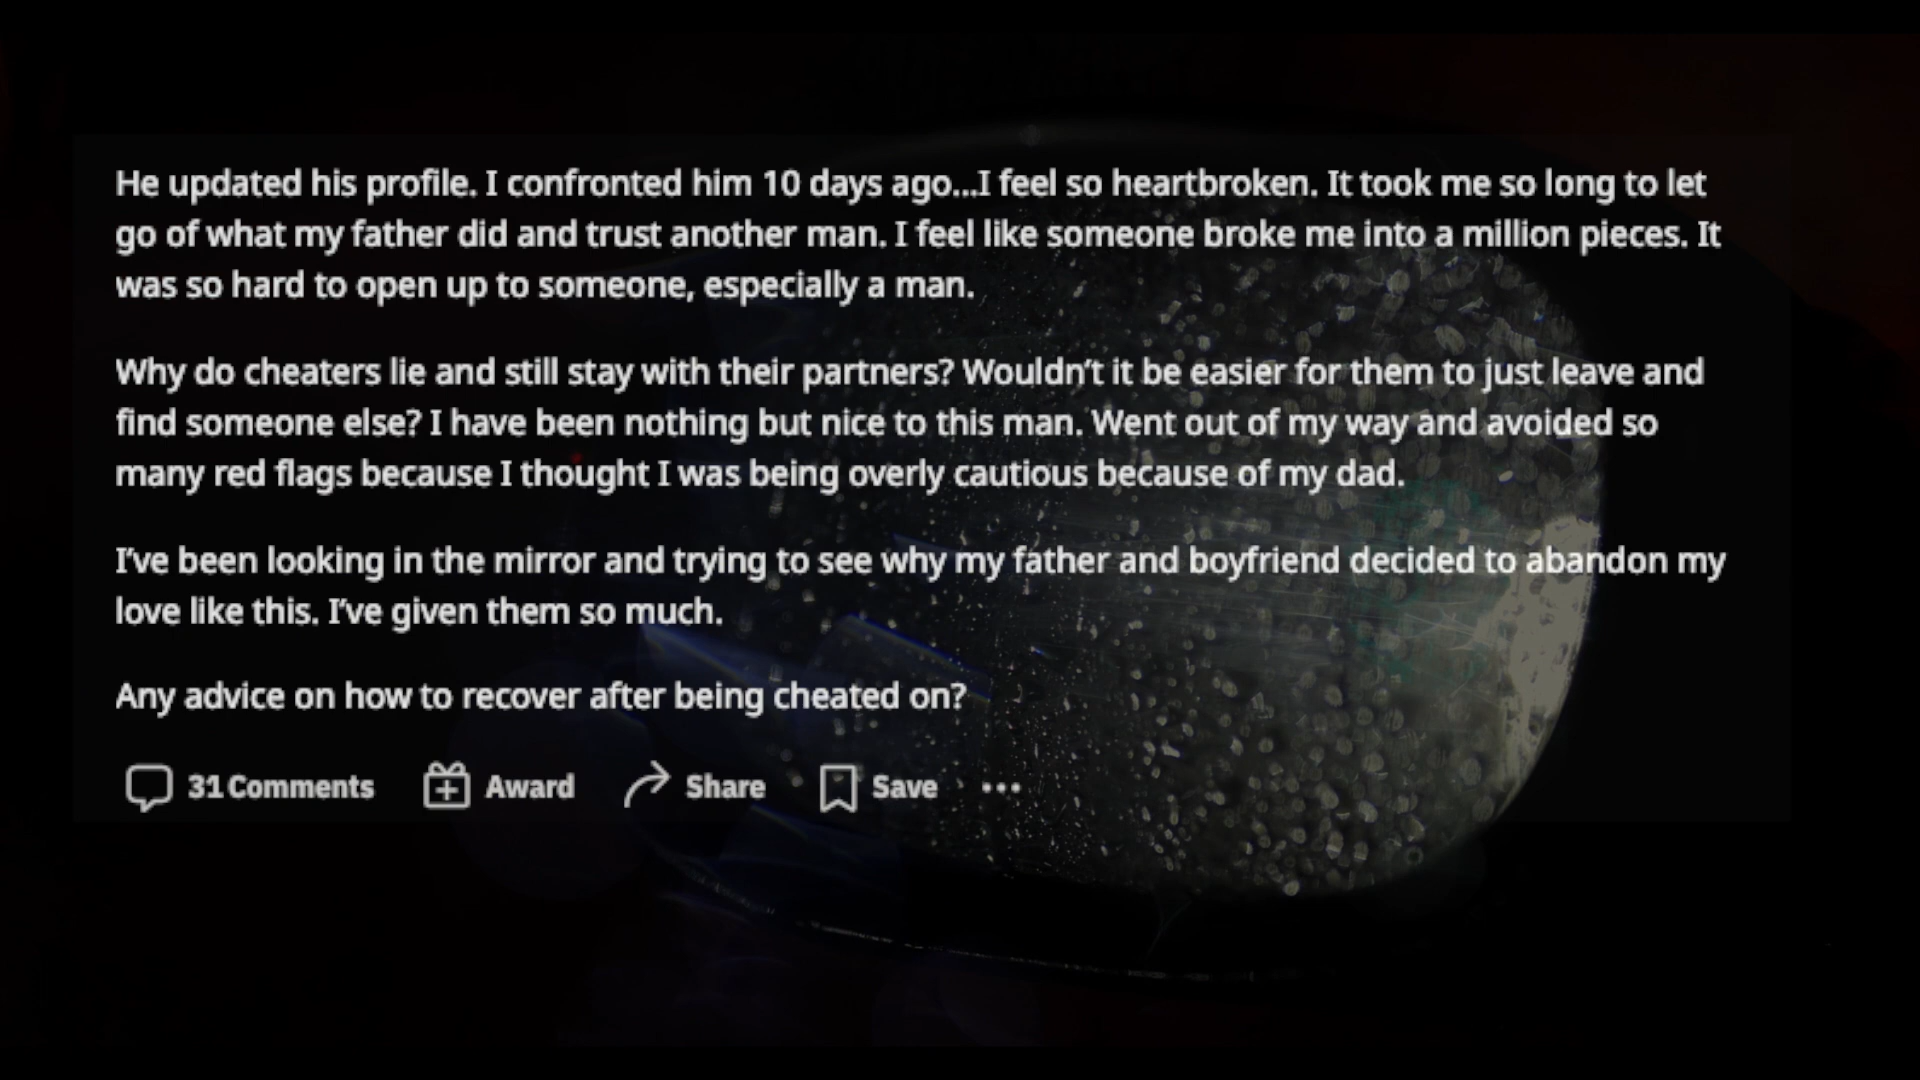 He updated his profile. I confronted him 10 days ago...I feel so heartbroken. It took me so long to let
go of what my father did and trust another man. I feel like someone broke me into a million pieces. It
was so hard to open up to someone, especially a man.
Why do cheaters lie and still stay with their partners? Wouldn't it be easier for them to just leave and
find someone else? I have been nothing but nice to this man. Went out of my way and avoided so
many red flags because I thought I was being overly cautious because of my dad.
I've been looking in the mirror and trying to see why my father and boyfriend decided to abandon my
love like this. I've given them so much.
Any advice on how to recover after being cheated on?
31 Comments Award Share Save ...